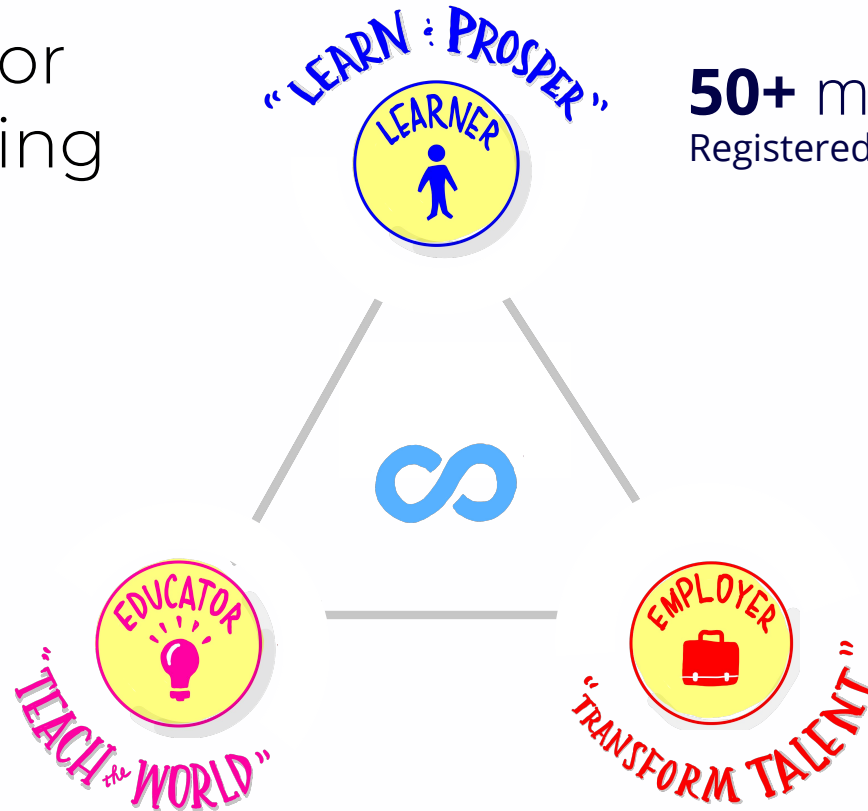 or
ing
“LEARN & PROSPER”
LEARNER
50+ m
Registered
EDUCATOR
“TEACH the WORLD”
EMPLOYER
“TRANSFORM TALENT”